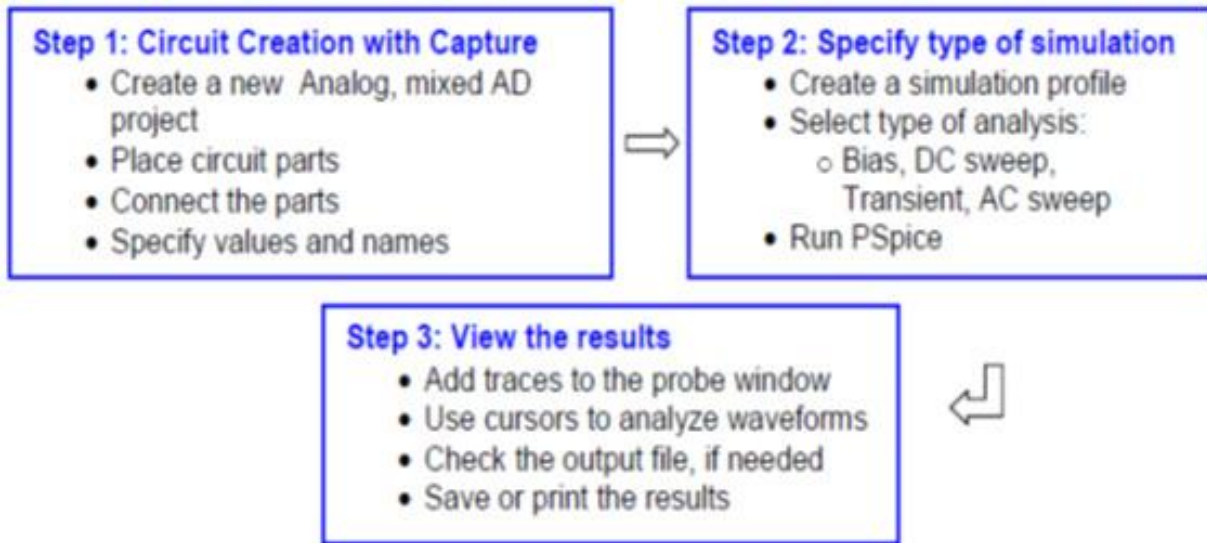 Step 1: Circuit Creation with Capture
• Create a new Analog, mixed AD
project
• Place circuit parts
• Connect the parts
• Specify values and names
Step 2: Specify type of simulation
• Create a simulation profile
• Select type of analysis:
o Bias, DC sweep,
Transient, AC sweep
• Run PSpice
Step 3: View the results
• Add traces to the probe window
• Use cursors to analyze waveforms
• Check the output file, if needed
• Save or print the results